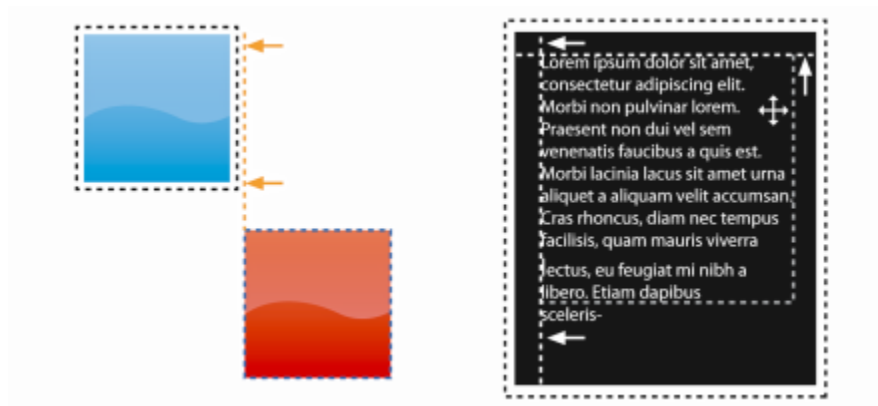 Lorem ipsum dolor sit amet,
consectetur adipiscing elit.
Morbi non pulvinar lorem.
Praesent non dui vel sem
venenatis faucibus a quis est.
Morbi lacinia lacus sit amet urna
aliquet a aliquam velit accumsan.
Cras rhoncus, diam nec tempus
facilisis, quam mauris viverra
lectus, eu feugiat mi nibh a
libero. Etiam dapibus
sceleris-